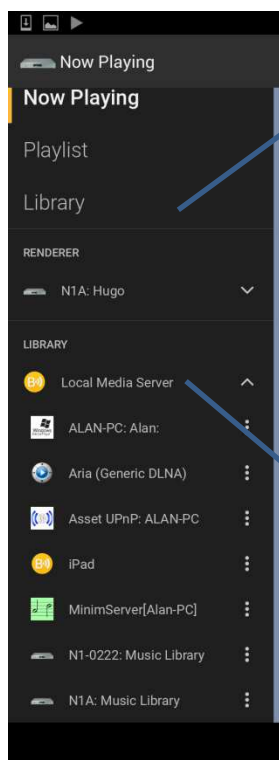 Now Playing
Now Playing
Playlist
Library
RENDERER
N1A: Hugo
LIBRARY
Local Media Server
ALAN-PC: Alan:
Aria (Generic DLNA)
Asset UPnP: ALAN-PC
iPad
MinimServer[Alan-PC]
N1-0222: Music Library
N1A: Music Library